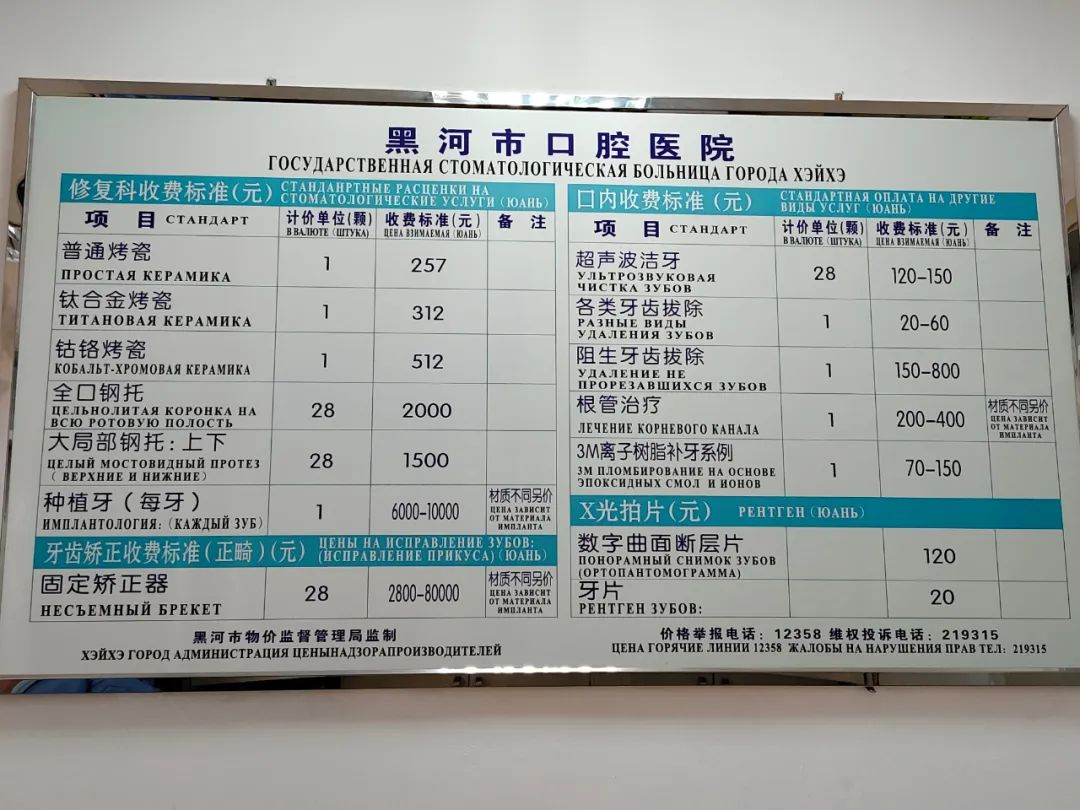 黑河市口腔医院
ГОСУДАРСТВЕННАЯ СТОМАТОЛОГИЧЕСКАЯ БОЛЬНИЦА ГОРОДА ХЭЙХЭ
修复科收费标准(元) СТАНДАНРТНЫЕ РАСЦЕНКИ НА
СТОМАТОЛОГИЧЕСКИЕ УСЛУГИ (ЮАНЬ)
项 目 СТАНДАРТ 计价单位(颗) 收费标准(元) 备 注
В ВАЛЮТЕ (ШТУКА) ЦЕНА ВЗИМАЕМАЯ (ЮАНЬ)
普通烤瓷 1 257
ПРОСТАЯ КЕРАМИКА
钛合金烤瓷 1 312
ТИТАНОВАЯ КЕРАМИКА
钴铬烤瓷 1 512
КОБАЛЬТ-ХРОМОВАЯ КЕРАМИКА
全口钢托 28 2000
ЦЕЛЬНОЛИТАЯ КОРОНКА НА
ВСЮ РОТОВУЮ ПОЛОСТЬ
大局部钢托:上下 28 1500
ЦЕЛЫЙ МОСТОВИДНЫЙ ПРОТЕЗ
( ВЕРХНИЕ И НИЖНИЕ)
种植牙(每牙) 1 6000-10000 材质不同另价
ИМПЛАНТОЛОГИЯ: (КАЖДЫЙ ЗУБ) ЦЕНА ЗАВИСИТ
ОТ МАТЕРИАЛА
ИМПЛАНТА
牙齿矫正收费标准(正畸)(元) ЦЕНЫ НА ИСПРАВЛЕНИЕ ЗУБОВ:
(ИСПРАВЛЕНИЕ ПРИКУСА) (ЮАНЬ)
固定矫正器 28 2800-80000 材质不同另价
НЕСЪЕМНЫЙ БРЕКЕТ ЦЕНА ЗАВИСИТ
ОТ МАТЕРИАЛА
ИМПЛАНТА
黑河市物价监督管理局监制
ХЭЙХЭ ГОРОД АДМИНИСТРАЦИЯ ЦЕНЫНАДЗОРАПРОИЗВОДИТЕЛЕЙ
口内收费标准(元) СТАНДАРТНАЯ ОПЛАТА НА ДРУГИЕ
ВИДЫ УСЛУГ (ЮАНЬ)
项 目 СТАНДАРТ 计价单位(颗) 收费标准(元) 备 注
В ВАЛЮТЕ (ШТУКА) ЦЕНА ВЗИМАЕМАЯ (ЮАНЬ)
超声波洁牙 28 120-150
УЛЬТРОЗВУКОВАЯ
ЧИСТКА ЗУБОВ
各类牙齿拔除 1 20-60
РАЗНЫЕ ВИДЫ
УДАЛЕНИЯ ЗУБОВ
阻生牙齿拔除 1 150-800
УДАЛЕНИЕ НЕ
ПРОРЕЗАВШИХСЯ ЗУБОВ
根管治疗 1 200-400 材质不同另价
ЛЕЧЕНИЕ КОРНЕВОГО КАНАЛА ЦЕНА ЗАВИСИТ
ОТ МАТЕРИАЛА
ИМПЛАНТА
3M离子树脂补牙系列 1 70-150
3М ПЛОМБИРОВАНИЕ НА ОСНОВЕ
ЭПОКСИДНЫХ СМОЛ И ИОНОВ
X光拍片(元) РЕНТГЕН (ЮАНЬ)
数字曲面断层片 120
ПОНОРАМНЫЙ СНИМОК ЗУБОВ
(ОРТОПАНТОМОГРАММА)
牙片 20
РЕНТГЕН ЗУБОВ:
价格举报电话:12358 维权投诉电话:219315
ЦЕНА ГОРЯЧИЕ ЛИНИИ 12358 ЖАЛОБЫ НА НАРУШЕНИЯ ПРАВ ТЕЛ: 219315